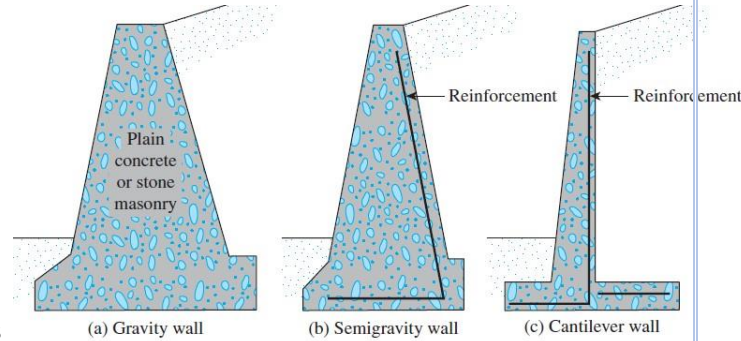 Plain
concrete
or stone
masonry
Reinforcement
Reinforcement
(a) Gravity wall
(b) Semigravity wall
(c) Cantilever wall